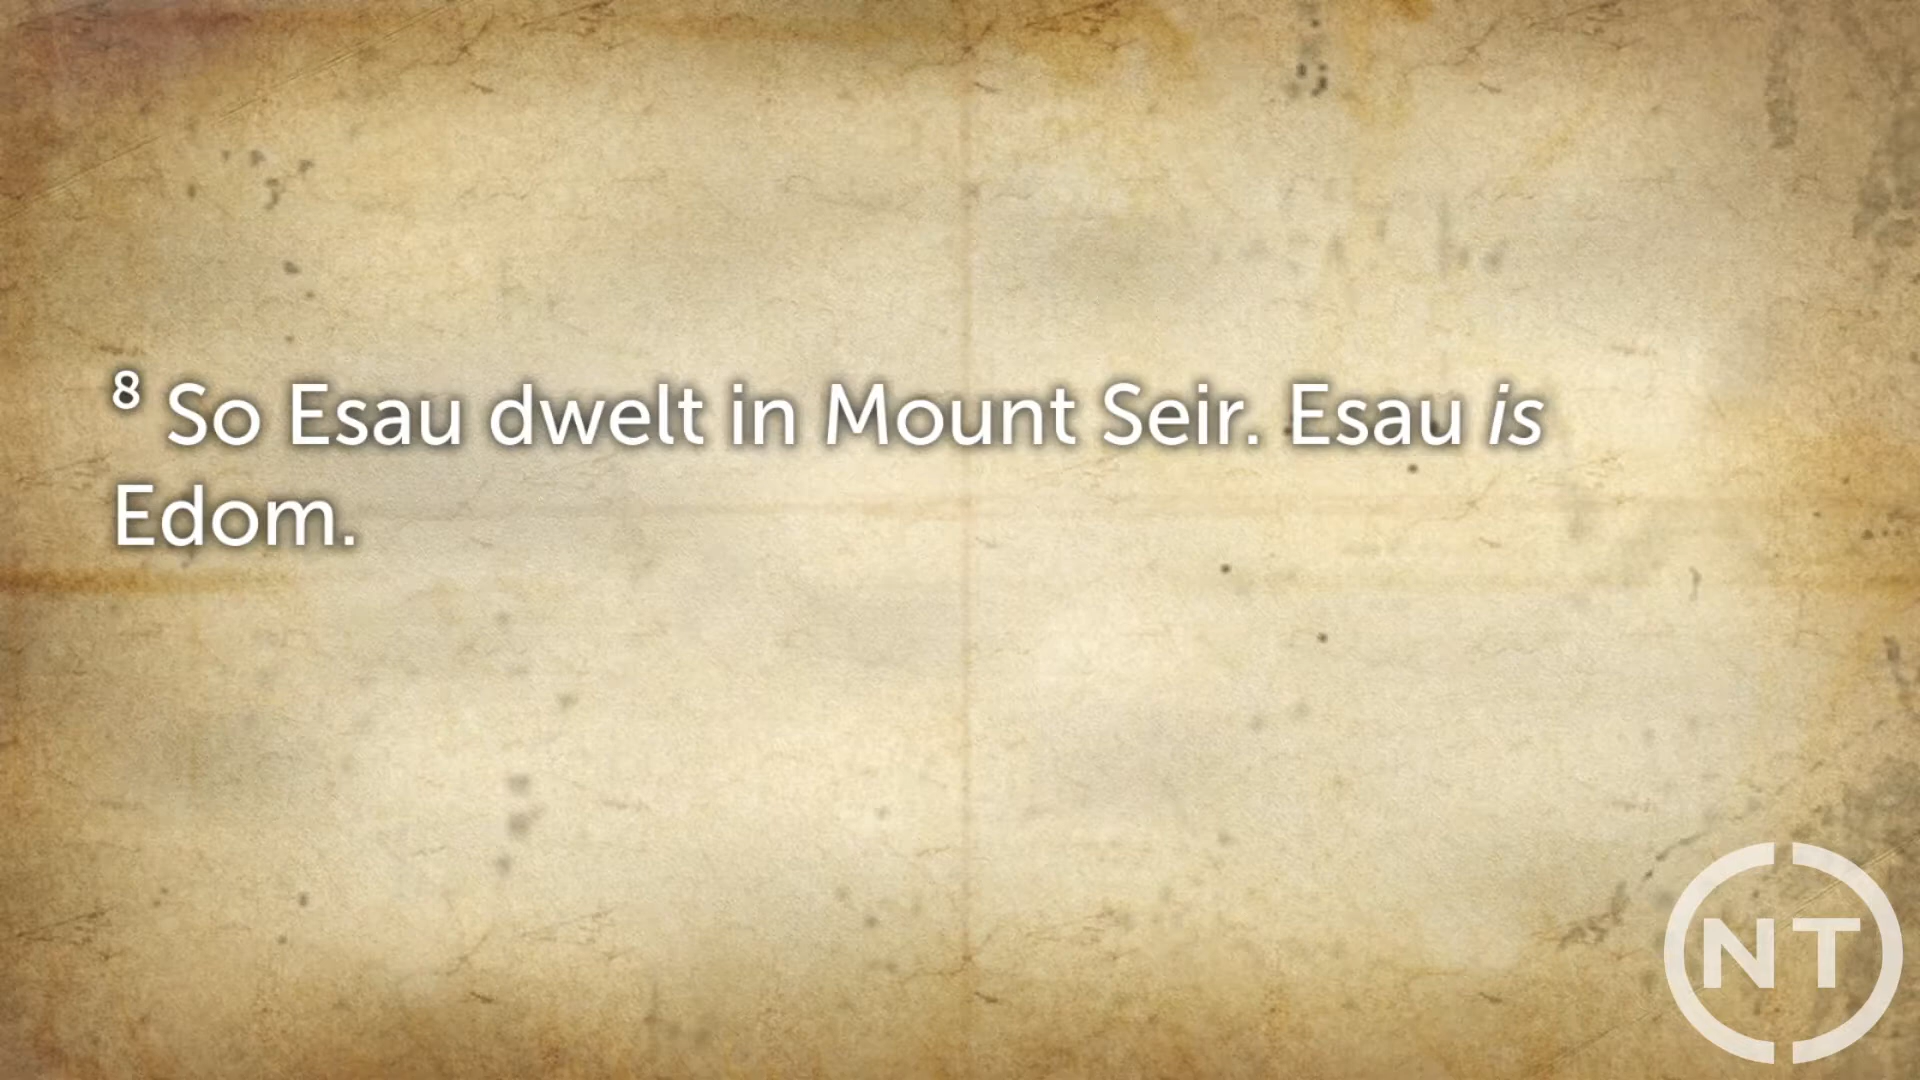 ⁸ So Esau dwelt in Mount Seir. Esau is
Edom.
NT